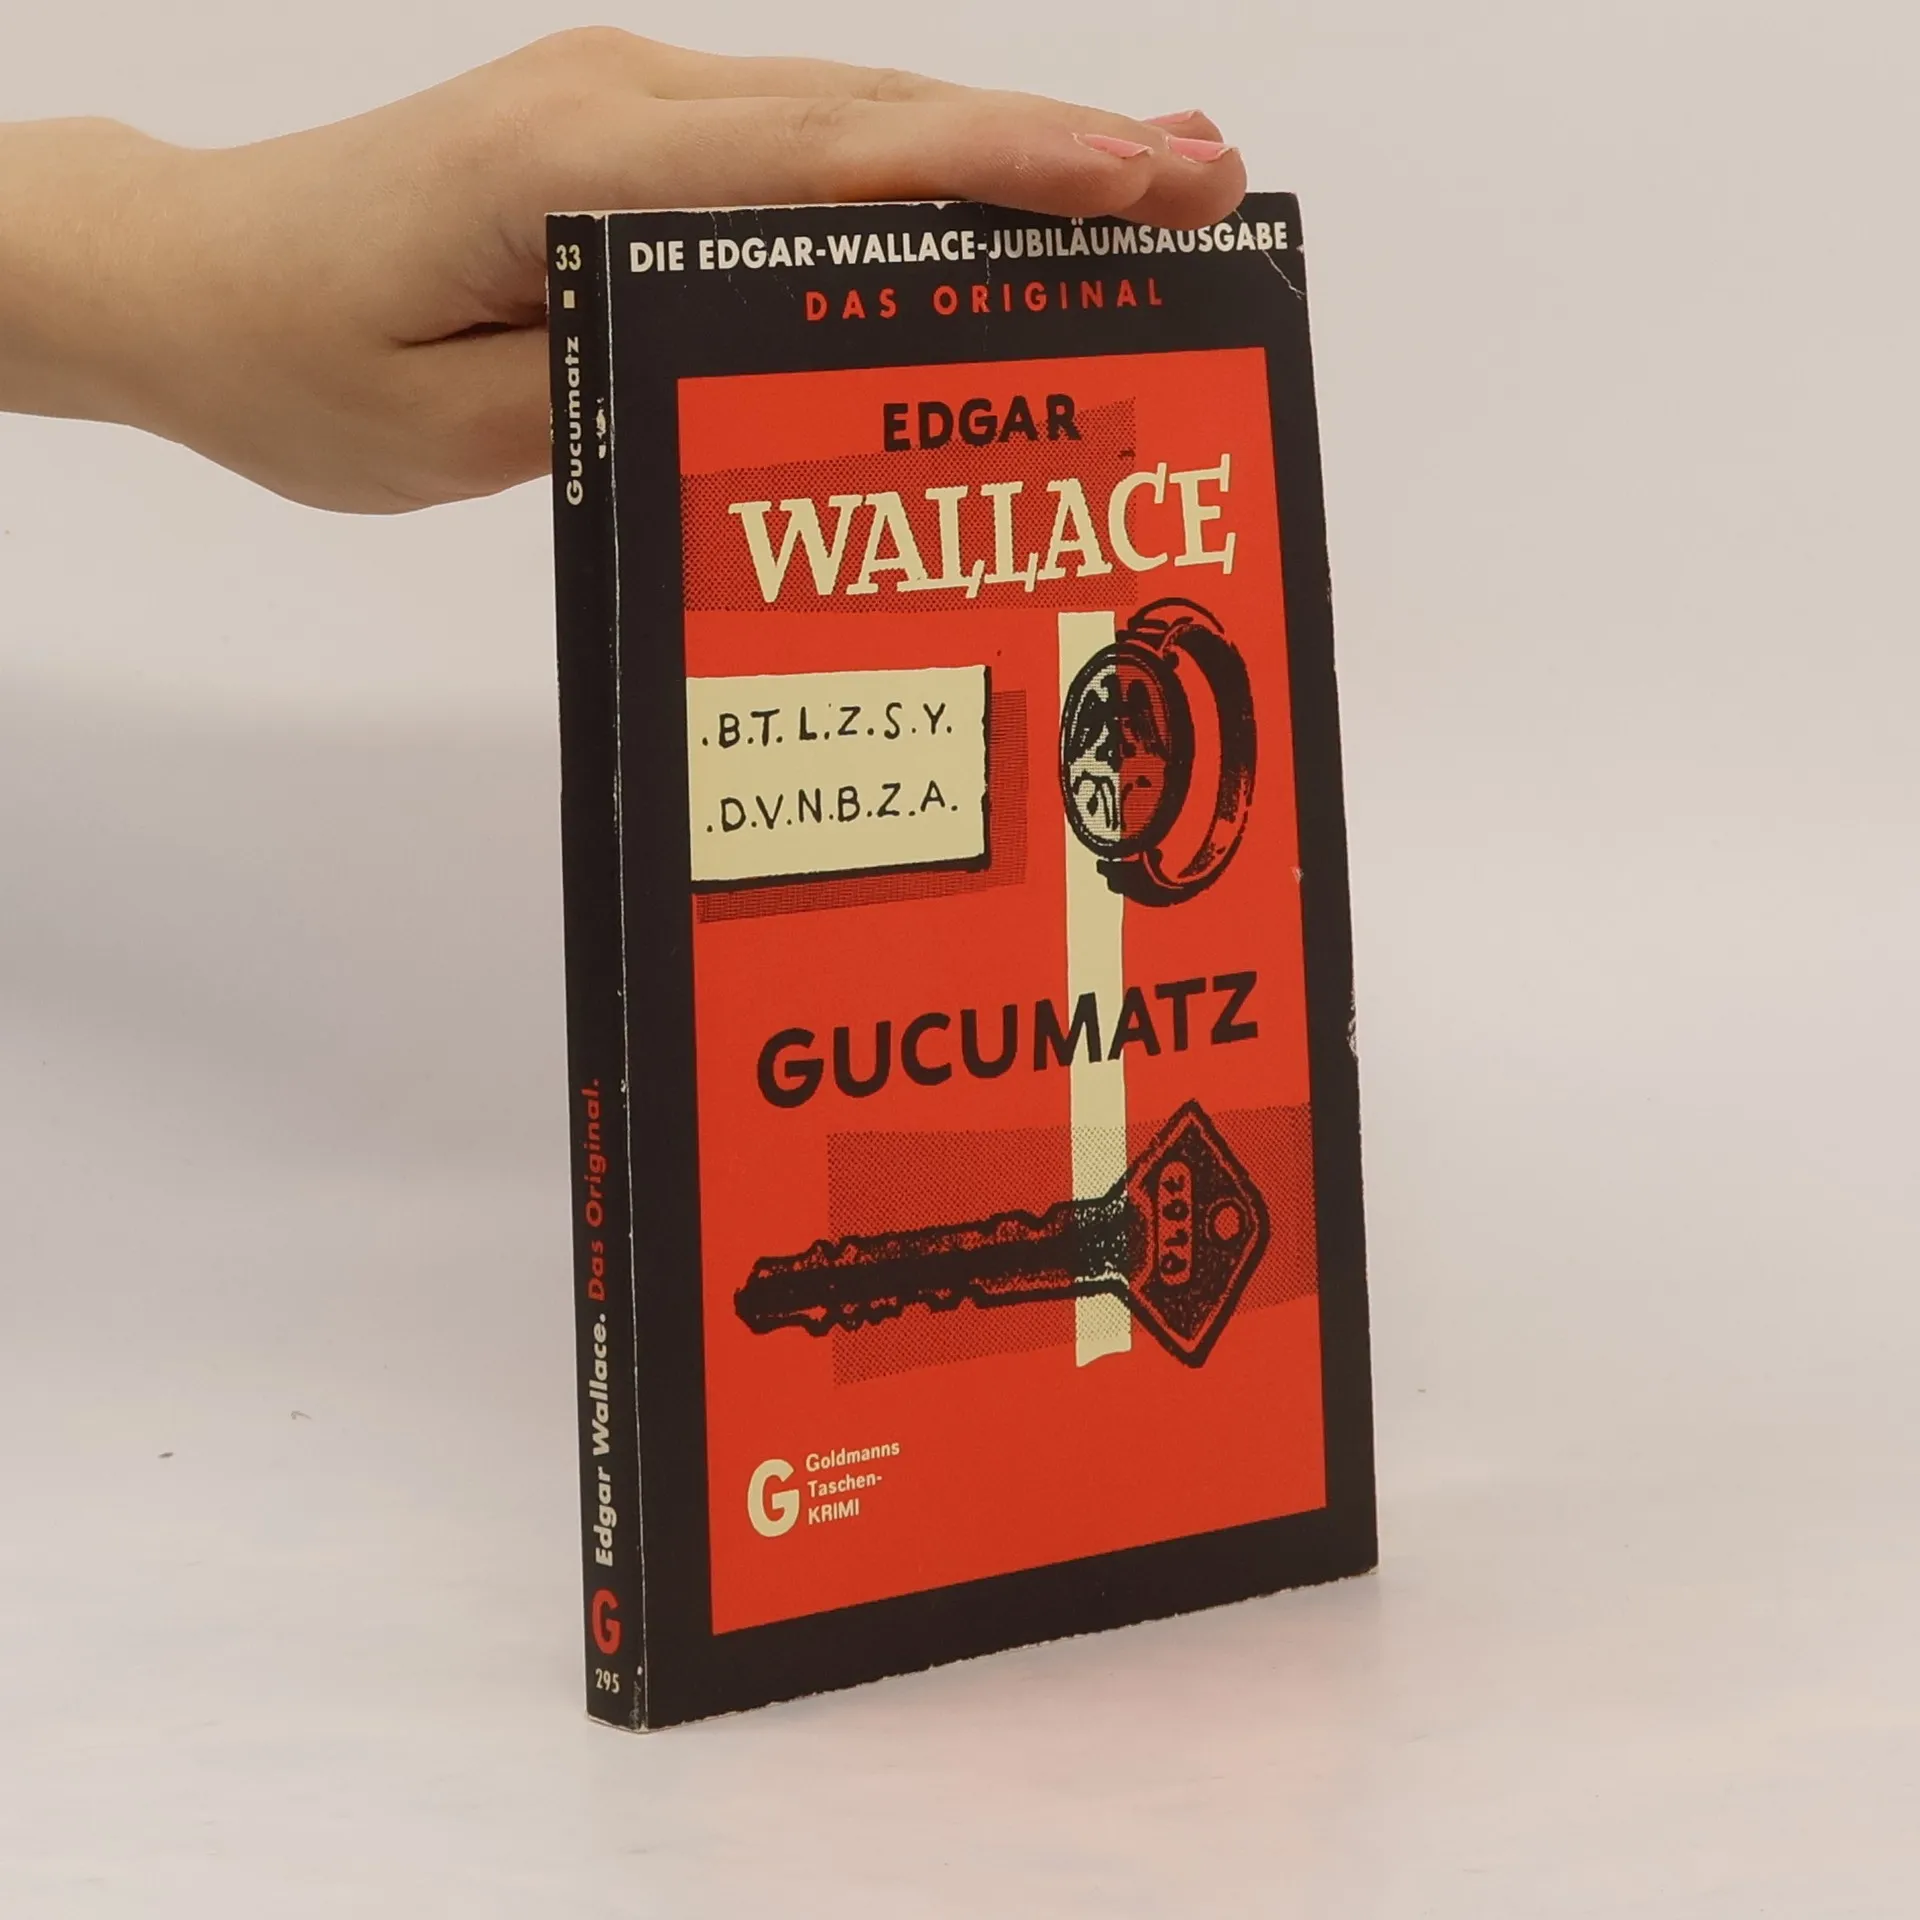 33
Gucumatz
Edgar Wallace. Das Original.
G
295
DIE EDGAR-WALLACE-JUBILÄUMSAUSGABE
DAS ORIGINAL
EDGAR
WALLACE
.B.T.L.Z.S.Y.
.D.V.N.B.Z.A.
GUCUMATZ
G
Goldmanns
Taschen-
KRIMI